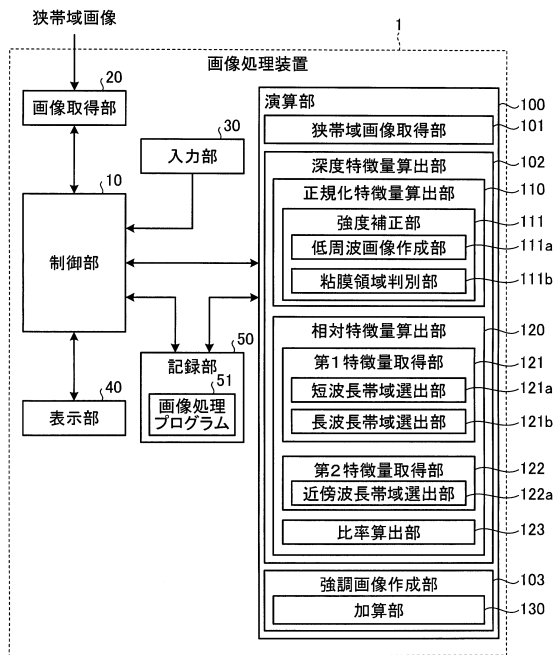 狭帯域画像
1
画像処理装置
20
画像取得部
30
入力部
10
制御部
40
表示部
50
記録部
51
画像処理
プログラム
演算部
100
狭帯域画像取得部
101
深度特徴量算出部
102
正規化特徴量算出部
110
強度補正部
111
低周波画像作成部
111a
粘膜領域判別部
111b
相対特徴量算出部
120
第1特徴量取得部
121
短波長帯域選出部
121a
長波長帯域選出部
121b
第2特徴量取得部
122
近傍波長帯域選出部
122a
比率算出部
123
強調画像作成部
103
加算部
130